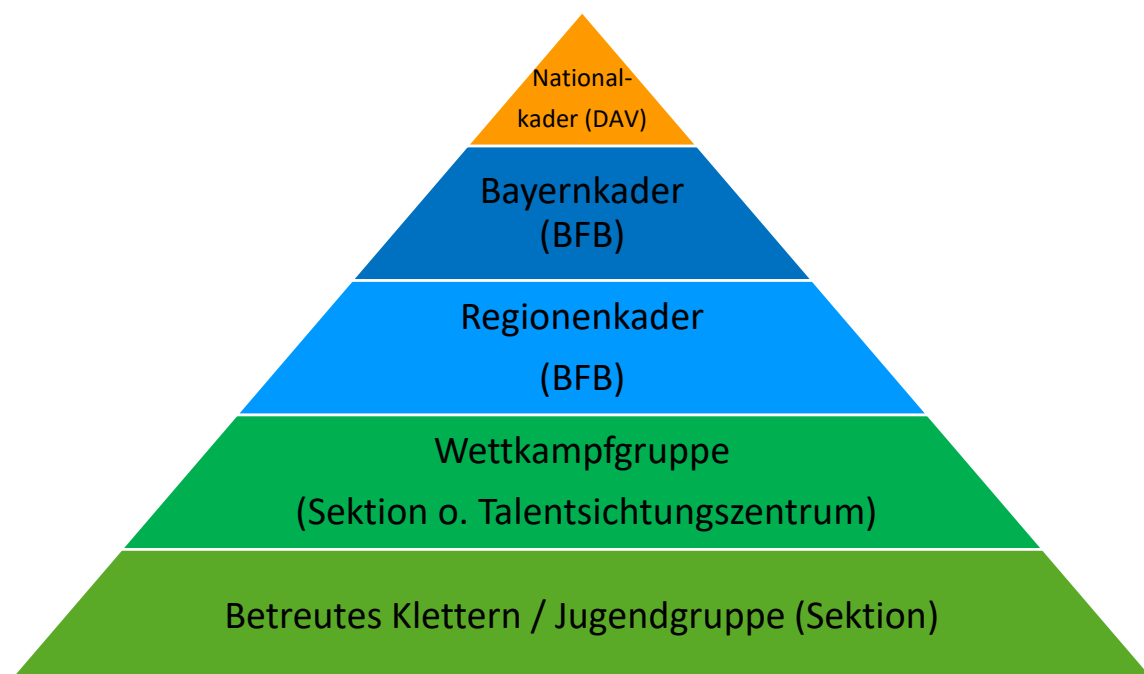 National-
kader (DAV)
Bayernkader
(BFB)
Regionenkader
(BFB)
Wettkampfgruppe
(Sektion o. Talentsichtungszentrum)
Betreutes Klettern / Jugendgruppe (Sektion)